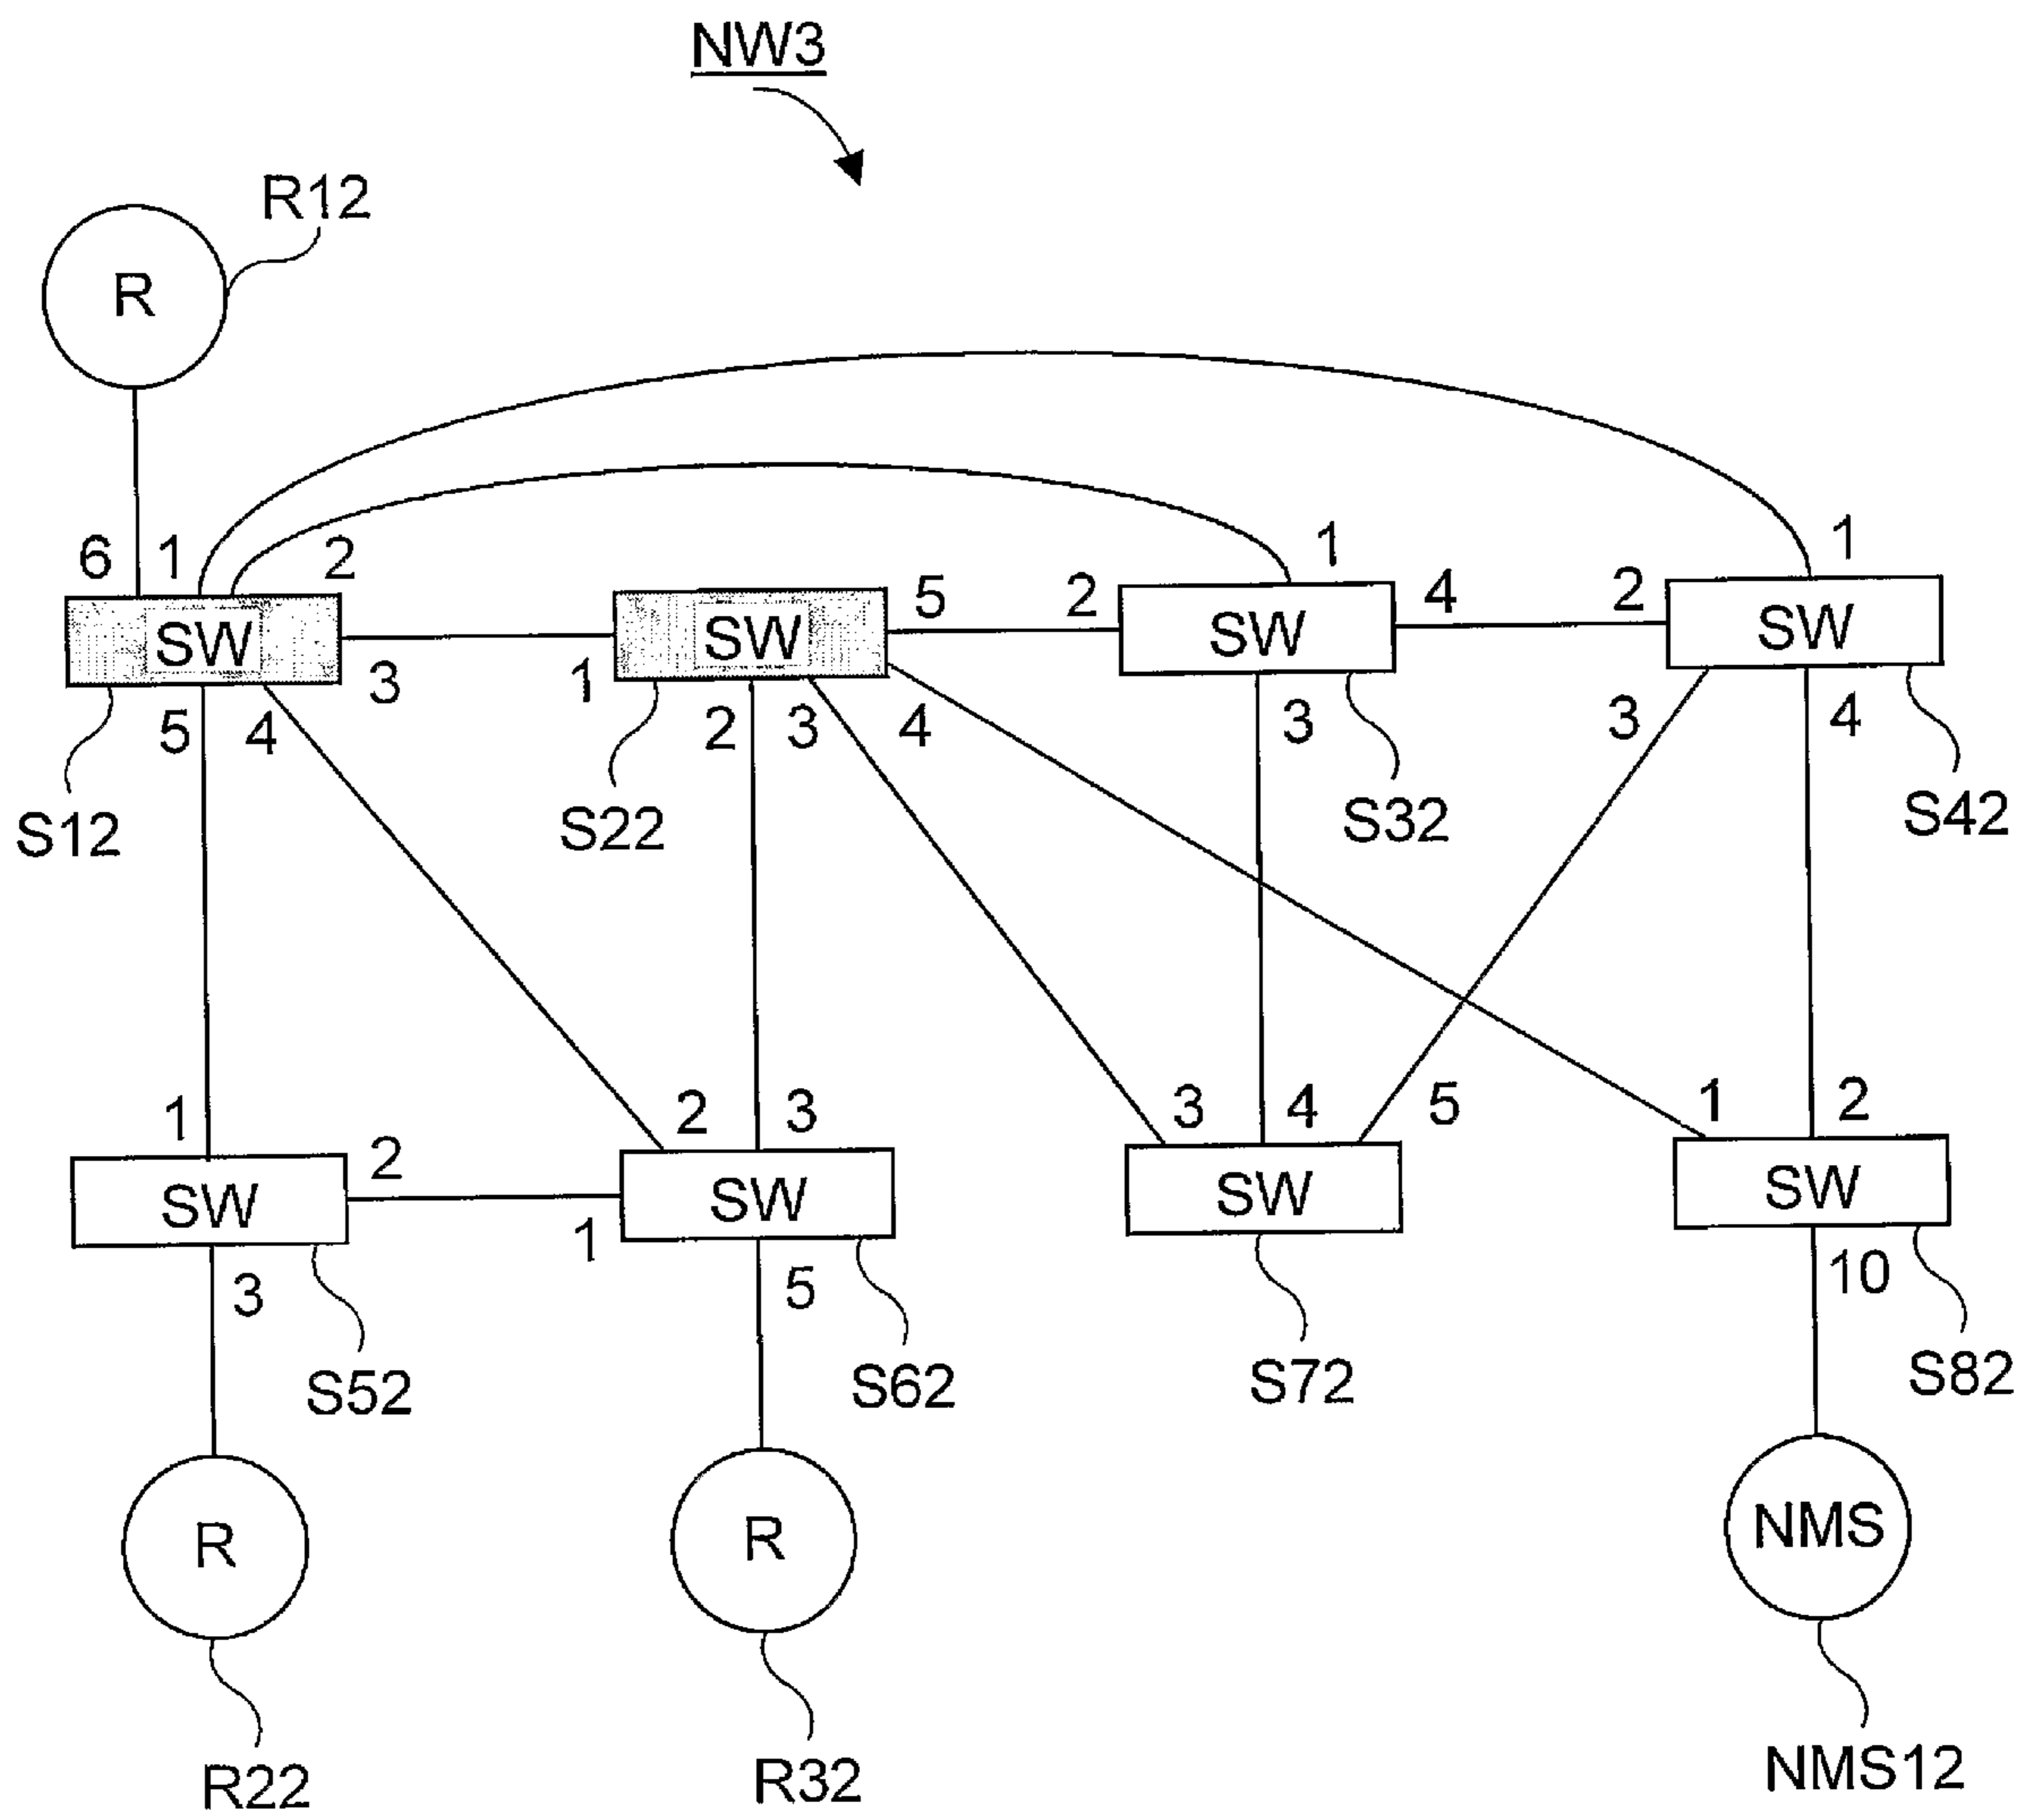 NW3
R12
R
6 1 2 1 1
SW 3 1 SW 5 2 SW 4 2 SW
5 4 2 3 4 3 3 4
S12 S22 S32 S42
1 2 2 3 3 4 5 1 2
SW 1 SW SW SW
3 5 10
S52 S62 S72 S82
R R NMS
R22 R32 NMS12